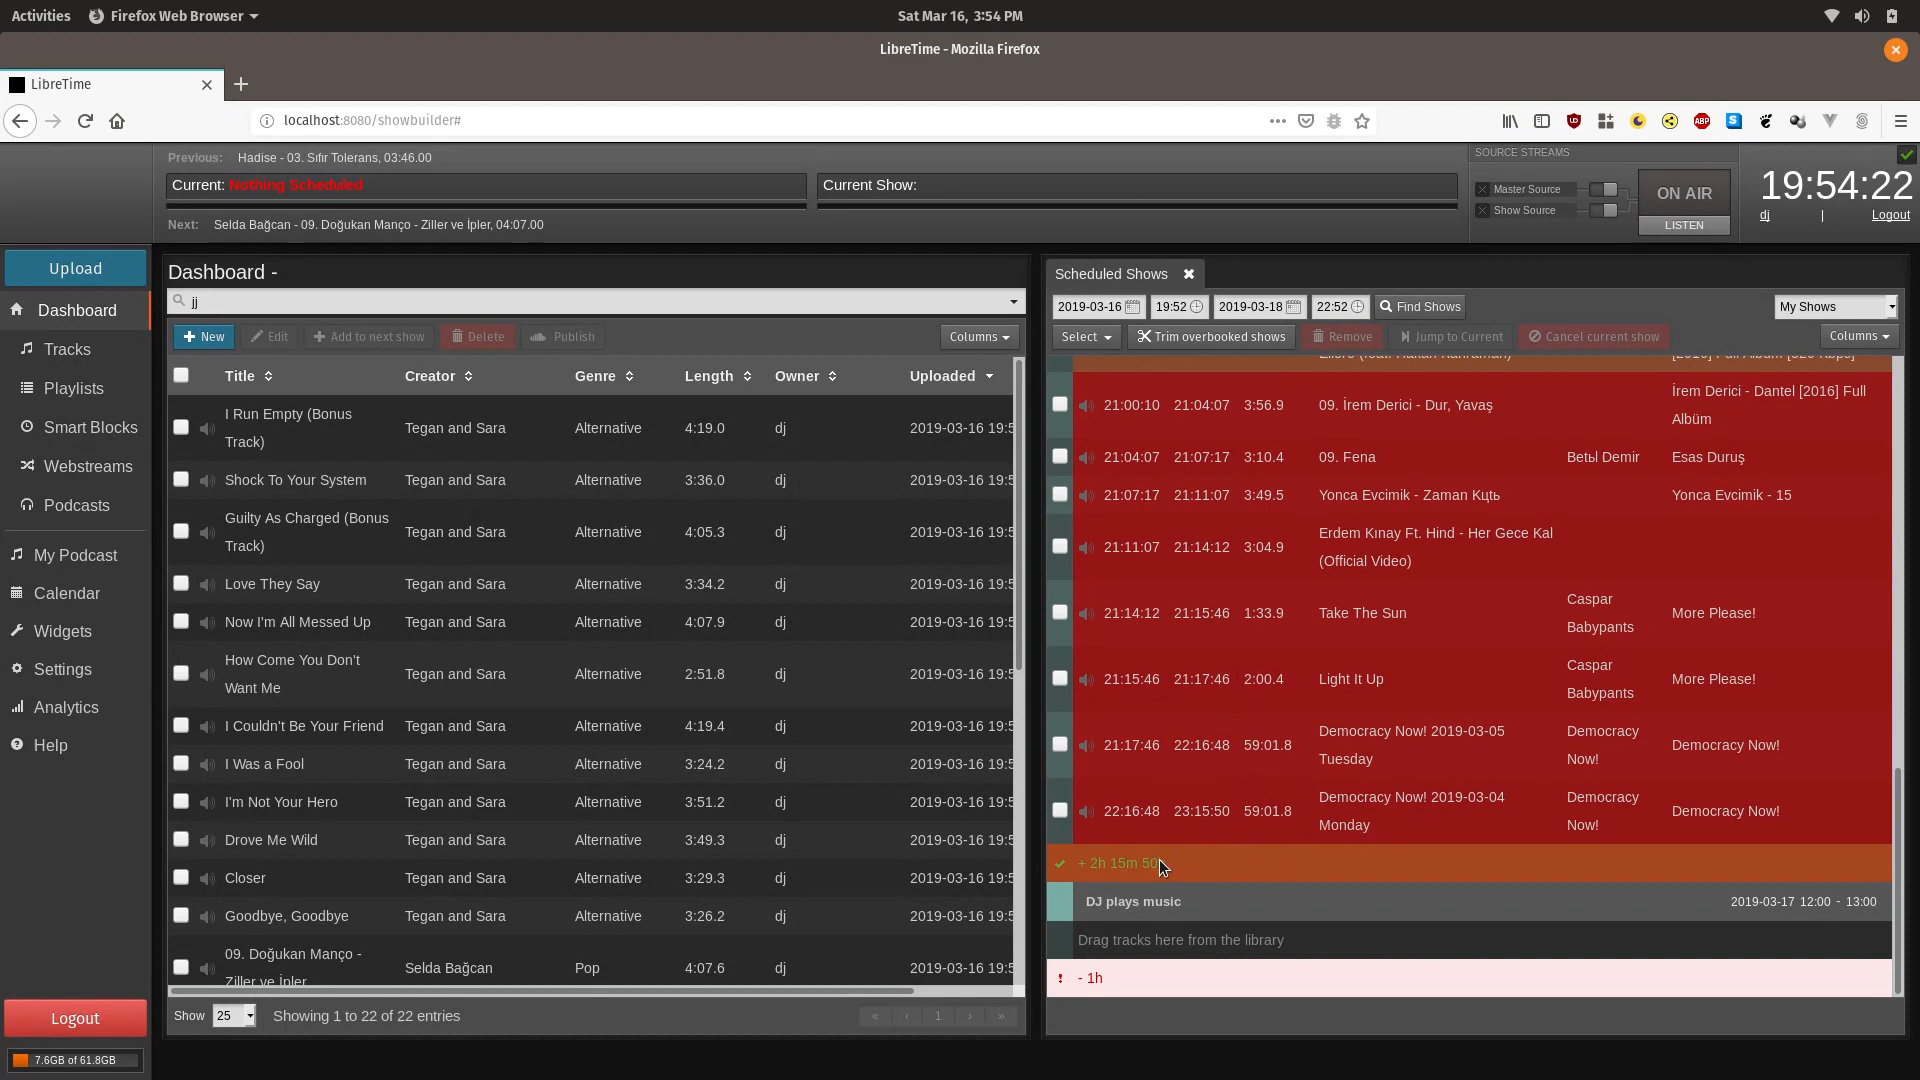 Activities Firefox Web Browser Sat Mar 16, 3:54 PM
LibreTime - Mozilla Firefox
LibreTime
localhost:8080/showbuilder#
Previous: Hadise - 03. Sıfır Tolerans, 03:46.00
Current: Nothing Scheduled Current Show:
Next: Selda Bağcan - 09. Doğukan Manço - Ziller ve İpler, 04:07.00
SOURCE STREAMS
Master Source
Show Source
ON AIR
LISTEN
19:54:22
dj | Logout
Upload
Dashboard
Tracks
Playlists
Smart Blocks
Webstreams
Podcasts
My Podcast
Calendar
Widgets
Settings
Analytics
Help
Logout
7.6GB of 61.8GB
Dashboard -
jj
New Edit Add to next show Delete Publish Columns
Title Creator Genre Length Owner Uploaded
I Run Empty (Bonus
Track) Tegan and Sara Alternative 4:19.0 dj 2019-03-16 19:5
Shock To Your System Tegan and Sara Alternative 3:36.0 dj 2019-03-16 19:5
Guilty As Charged (Bonus
Track) Tegan and Sara Alternative 4:05.3 dj 2019-03-16 19:5
Love They Say Tegan and Sara Alternative 3:34.2 dj 2019-03-16 19:5
Now I'm All Messed Up Tegan and Sara Alternative 4:07.9 dj 2019-03-16 19:5
How Come You Don't
Want Me Tegan and Sara Alternative 2:51.8 dj 2019-03-16 19:5
I Couldn't Be Your Friend Tegan and Sara Alternative 4:19.4 dj 2019-03-16 19:5
I Was a Fool Tegan and Sara Alternative 3:24.2 dj 2019-03-16 19:5
I'm Not Your Hero Tegan and Sara Alternative 3:51.2 dj 2019-03-16 19:5
Drove Me Wild Tegan and Sara Alternative 3:49.3 dj 2019-03-16 19:5
Closer Tegan and Sara Alternative 3:29.3 dj 2019-03-16 19:5
Goodbye, Goodbye Tegan and Sara Alternative 3:26.2 dj 2019-03-16 19:5
09. Doğukan Manço -
Ziller ve İpler Selda Bağcan Pop 4:07.6 dj 2019-03-16 19:5
Show 25 Showing 1 to 22 of 22 entries « ‹ 1 › »
Scheduled Shows
2019-03-16 19:52 2019-03-18 22:52 Find Shows My Shows
Select Trim overbooked shows Remove Jump to Current Cancel current show Columns
21:00:10 21:04:07 3:56.9 09. İrem Derici - Dur, Yavaş İrem Derici - Dantel [2016] Full
Albüm
21:04:07 21:07:17 3:10.4 09. Fena Betьl Demir Esas Duruş
21:07:17 21:11:07 3:49.5 Yonca Evcimik - Zaman Kцtь Yonca Evcimik - 15
21:11:07 21:14:12 3:04.9 Erdem Kınay Ft. Hind - Her Gece Kal
(Official Video)
21:14:12 21:15:46 1:33.9 Take The Sun Caspar
Babypants More Please!
21:15:46 21:17:46 2:00.4 Light It Up Caspar
Babypants More Please!
21:17:46 22:16:48 59:01.8 Democracy Now! 2019-03-05
Tuesday Democracy
Now! Democracy Now!
22:16:48 23:15:50 59:01.8 Democracy Now! 2019-03-04
Monday Democracy
Now! Democracy Now!
+ 2h 15m 50
DJ plays music 2019-03-17 12:00 - 13:00
Drag tracks here from the library
- 1h